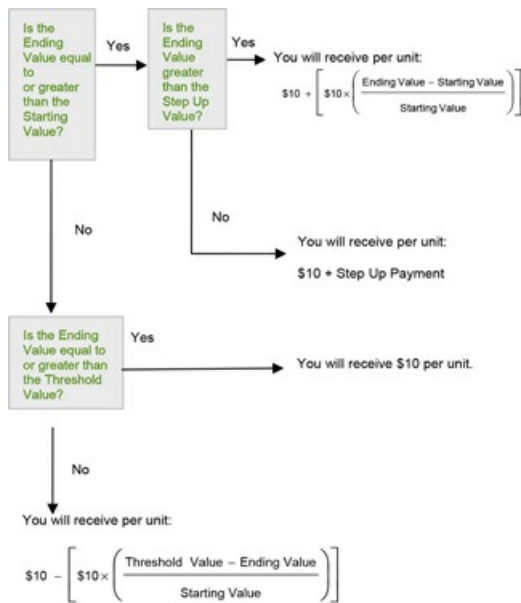 Is the
Ending
Value equal
to
or greater
than the
Starting
Value?
Yes
Is the
Ending
Value
greater
than the
Step Up
Value?
Yes
You will receive per unit:
$10 + [ $10 × ( Ending Value – Starting Value
Starting Value ) ]
No
No
You will receive per unit:
$10 + Step Up Payment
Is the Ending
Value equal to
or greater than
the Threshold
Value?
Yes
You will receive $10 per unit.
No
You will receive per unit:
$10 – [ $10 × ( Threshold Value – Ending Value
Starting Value ) ]